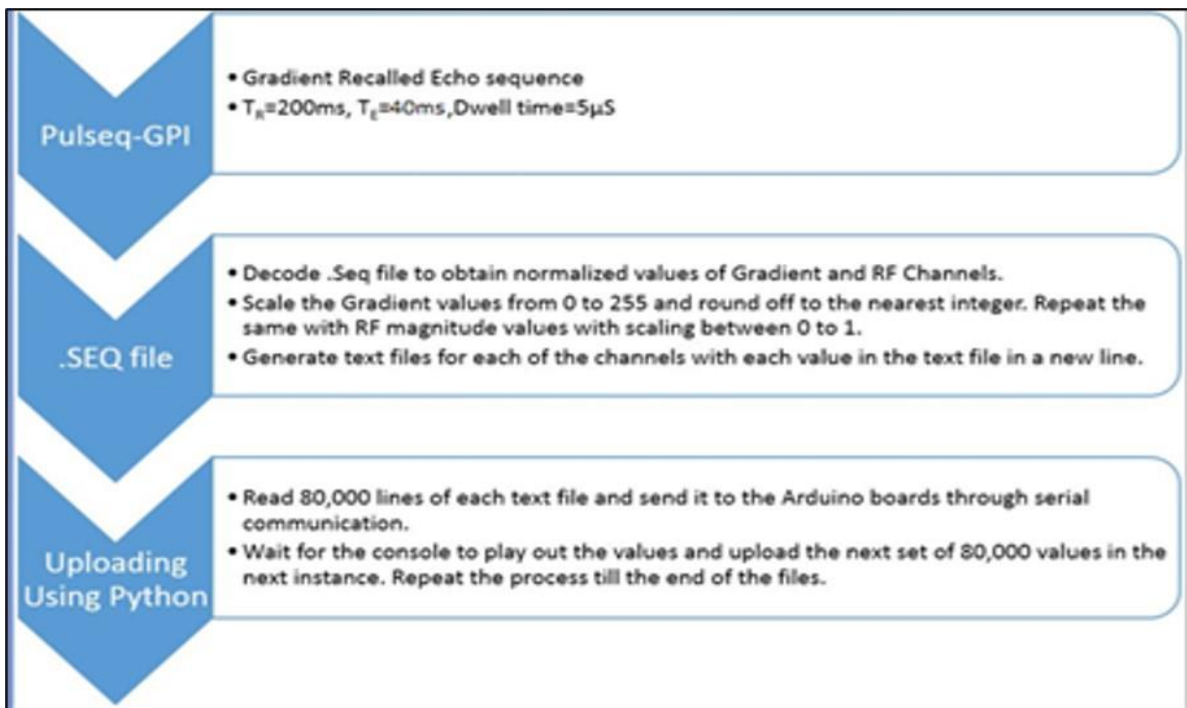 Pulseq-GPI
• Gradient Recalled Echo sequence
• TR=200ms, TE=40ms,Dwell time=5µS
.SEQ file
• Decode .Seq file to obtain normalized values of Gradient and RF Channels.
• Scale the Gradient values from 0 to 255 and round off to the nearest integer. Repeat the
same with RF magnitude values with scaling between 0 to 1.
• Generate text files for each of the channels with each value in the text file in a new line.
Uploading
Using Python
• Read 80,000 lines of each text file and send it to the Arduino boards through serial
communication.
• Wait for the console to play out the values and upload the next set of 80,000 values in the
next instance. Repeat the process till the end of the files.